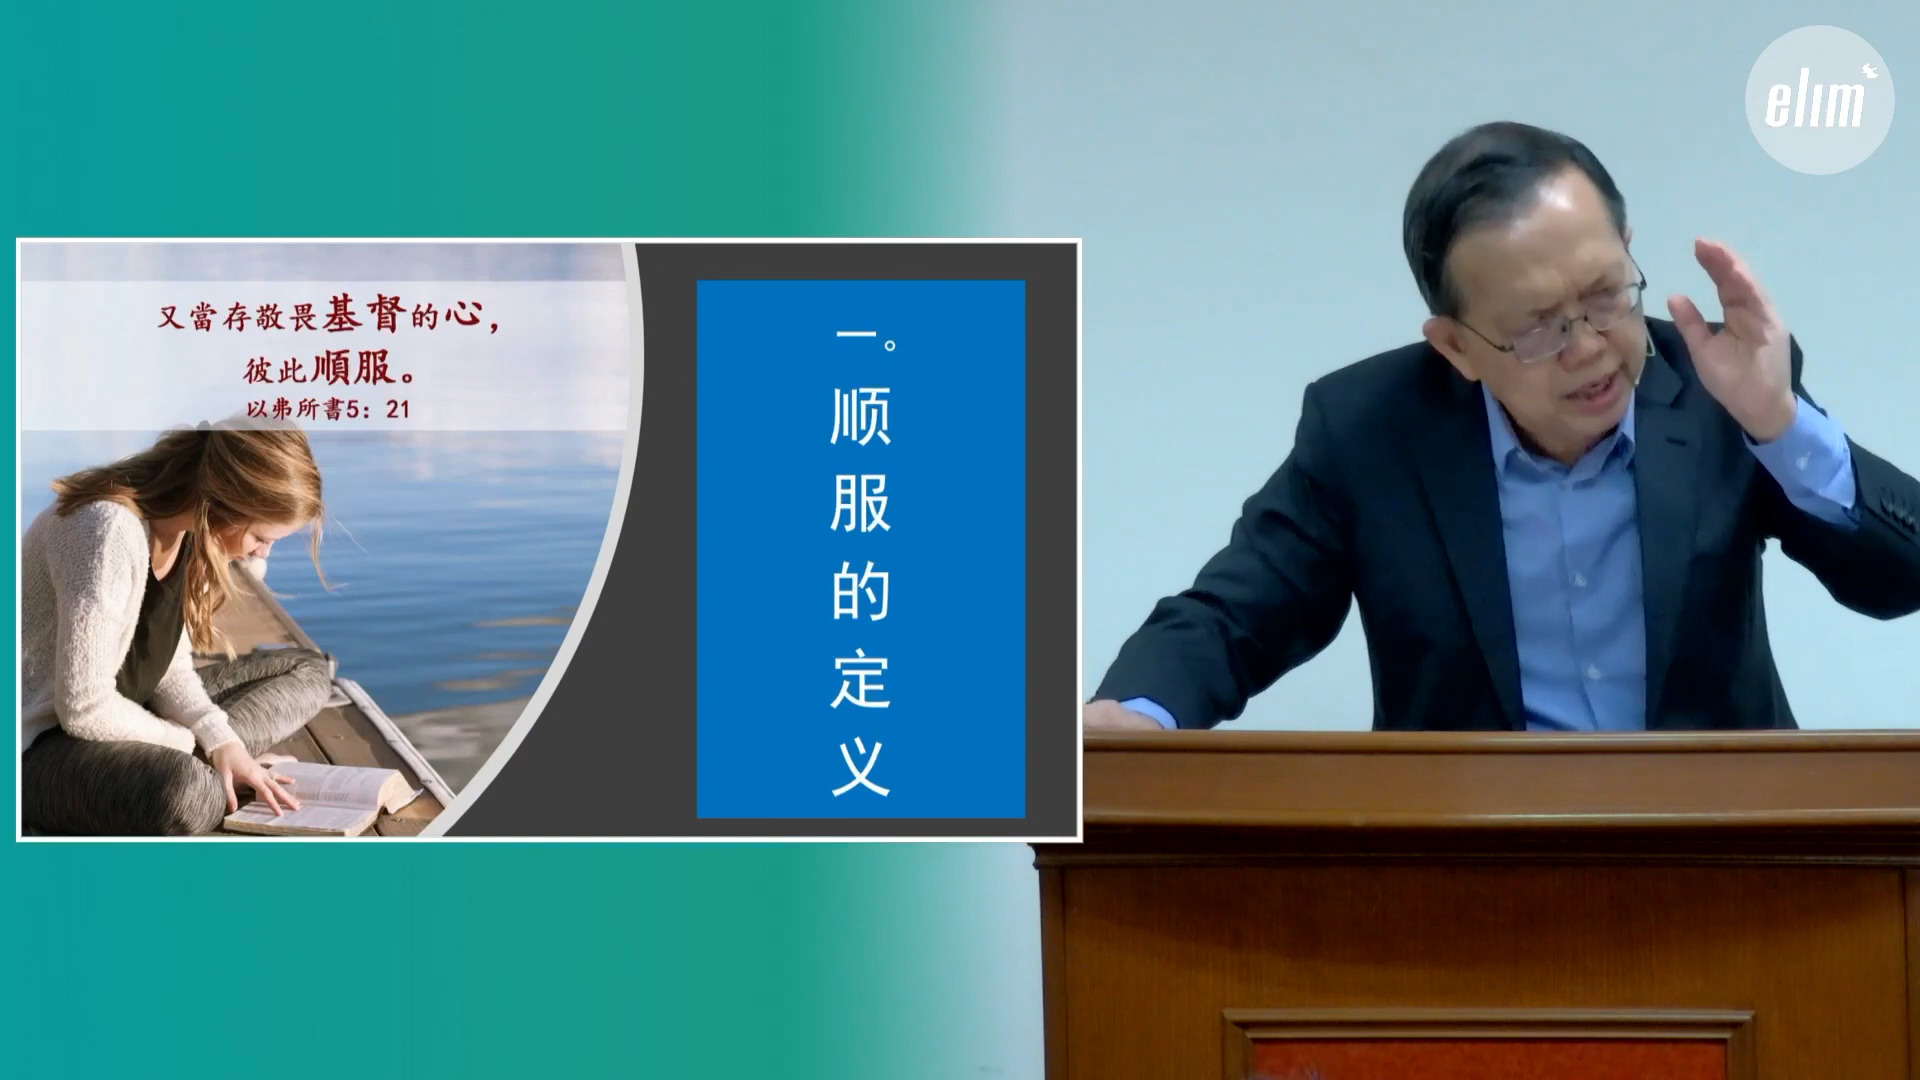 又當存敬畏基督的心，
彼此順服。
以弗所書5：21
一。
顺
服
的
定
义
elim